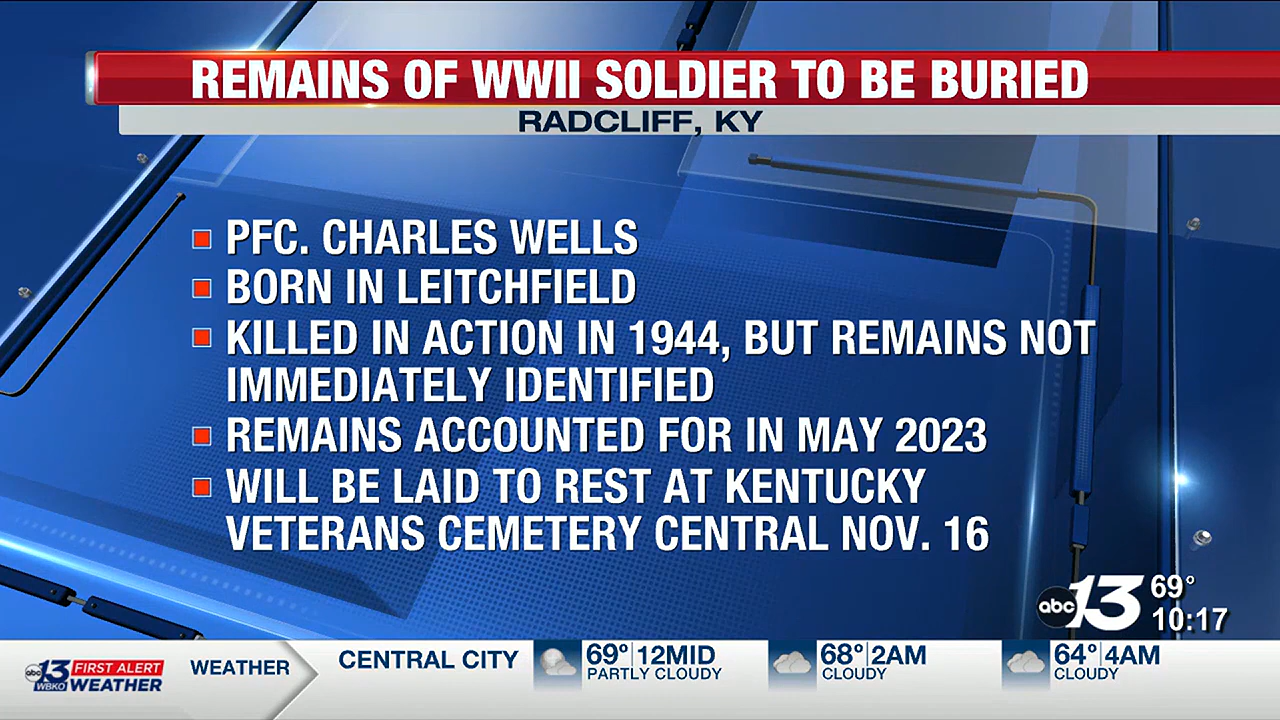 REMAINS OF WWII SOLDIER TO BE BURIED
RADCLIFF, KY
PFC. CHARLES WELLS
BORN IN LEITCHFIELD
KILLED IN ACTION IN 1944, BUT REMAINS NOT
IMMEDIATELY IDENTIFIED
REMAINS ACCOUNTED FOR IN MAY 2023
WILL BE LAID TO REST AT KENTUCKY
VETERANS CEMETERY CENTRAL NOV. 16
abc 13 69°
10:17
abc 13 WBKO FIRST ALERT WEATHER
WEATHER
CENTRAL CITY
69° 12MID
PARTLY CLOUDY
68° 2AM
CLOUDY
64° 4AM
CLOUDY